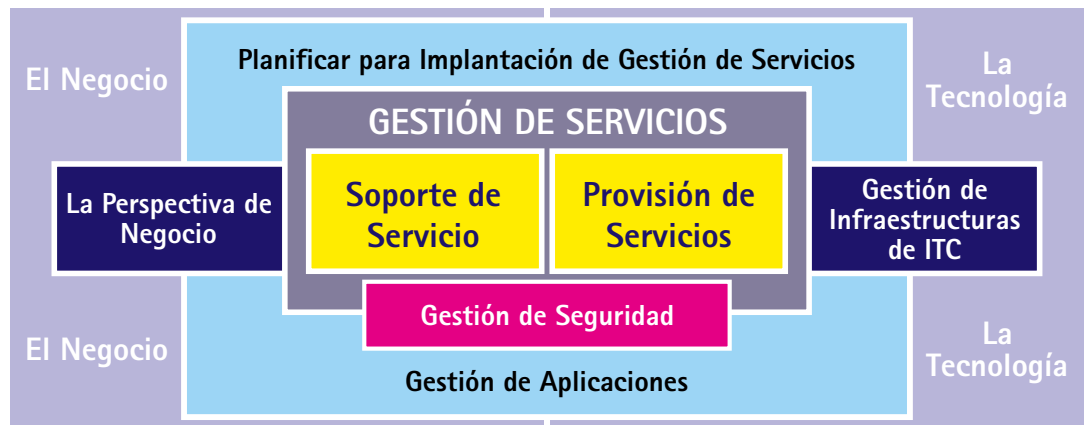 Planificar para Implantación de Gestión de Servicios
El Negocio
La
Tecnología
GESTIÓN DE SERVICIOS
La Perspectiva de
Negocio
Soporte de
Servicio
Provisión de
Servicios
Gestión de
Infraestructuras
de ITC
Gestión de Seguridad
El Negocio
La
Tecnología
Gestión de Aplicaciones